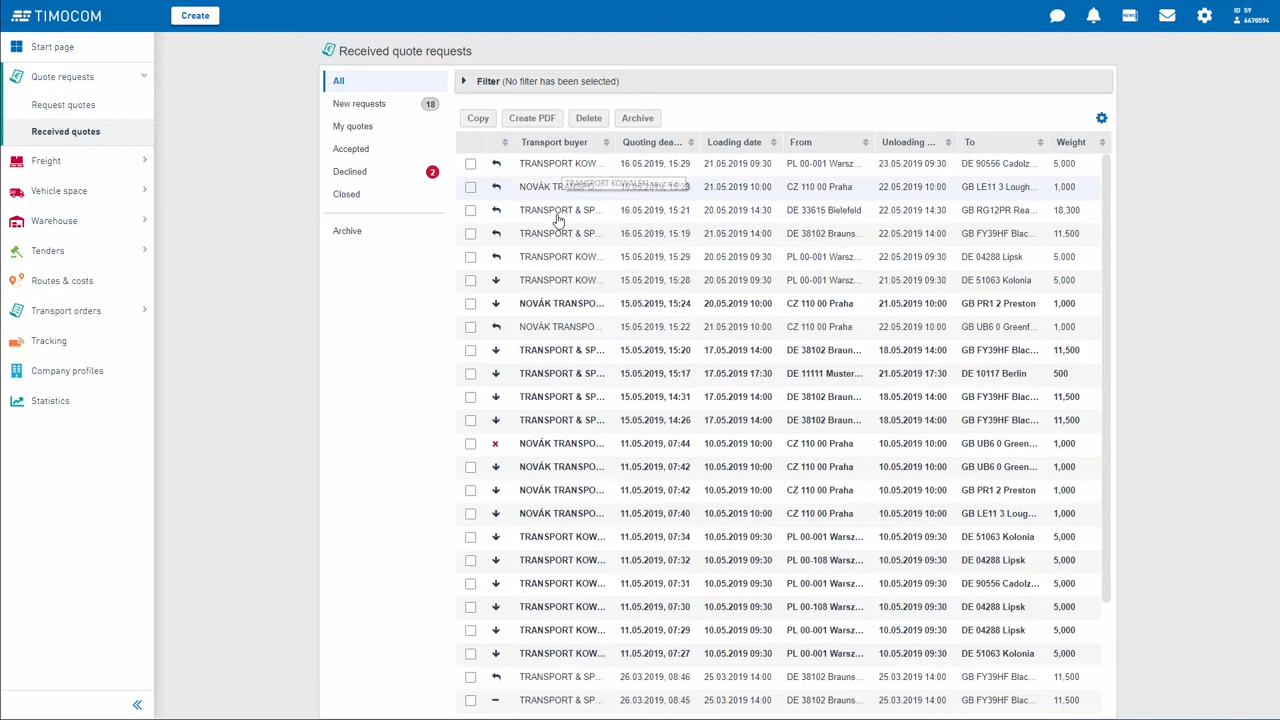 TIMOCOM Create NEWS ID 59 6670594
Start page
Quote requests
Request quotes
Received quotes
Freight
Vehicle space
Warehouse
Tenders
Routes & costs
Transport orders
Tracking
Company profiles
Statistics
Received quote requests
All
New requests 18
My quotes
Accepted
Declined 2
Closed
Archive
Filter (No filter has been selected)
Copy Create PDF Delete Archive
Transport buyer Quoting dea... Loading date From Unloading ... To Weight
TRANSPORT KOW... 16.05.2019, 15:29 22.05.2019 09:30 PL 00-001 Warsz... 23.05.2019 09:30 DE 90556 Cadolz... 5,000
NOVÁK 10:00 CZ 110 00 Praha 22.05.2019 10:00 GB LE11 3 Lough... 1,000
TRANSPORT & SP... 16.05.2019, 15:21 14:30 DE 33615 Bielefeld 22.05.2019 14:30 GB RG12PR Rea... 18,300
TRANSPORT & SP... 16.05.2019, 15:19 21.05.2019 14:00 DE 38102 Brauns... 22.05.2019 14:00 GB FY39HF Blac... 11,500
TRANSPORT KOW... 15.05.2019, 15:29 21.05.2019 09:30 PL 00-001 Warsz... 22.05.2019 09:30 DE 04288 Lipsk 5,000
TRANSPORT KOW... 15.05.2019, 15:28 20.05.2019 09:30 PL 00-001 Warsz... 21.05.2019 09:30 DE 51063 Kolonia 5,000
NOVÁK TRANSPO... 15.05.2019, 15:24 20.05.2019 10:00 CZ 110 00 Praha 21.05.2019 10:00 GB PR1 2 Preston 1,000
NOVÁK TRANSPO... 15.05.2019, 15:22 21.05.2019 10:00 CZ 110 00 Praha 22.05.2019 10:00 GB UB6 0 Greenf... 1,000
TRANSPORT & SP... 15.05.2019, 15:20 17.05.2019 14:00 DE 38102 Braun... 18.05.2019 14:00 GB FY39HF Blac... 11,500
TRANSPORT & SP... 15.05.2019, 15:17 17.05.2019 17:30 DE 11111 Muster... 21.05.2019 17:30 DE 10117 Berlin 500
TRANSPORT & SP... 15.05.2019, 14:31 17.05.2019 14:00 DE 38102 Braun... 18.05.2019 14:00 GB FY39HF Blac... 11,500
TRANSPORT & SP... 15.05.2019, 14:26 17.05.2019 14:00 DE 38102 Braun... 18.05.2019 14:00 GB FY39HF Blac... 11,500
NOVÁK TRANSPO... 11.05.2019, 07:44 10.05.2019 10:00 CZ 110 00 Praha 10.05.2019 10:00 GB UB6 0 Green... 1,000
NOVÁK TRANSPO... 11.05.2019, 07:42 10.05.2019 10:00 CZ 110 00 Praha 10.05.2019 10:00 GB UB6 0 Green... 1,000
NOVÁK TRANSPO... 11.05.2019, 07:42 10.05.2019 10:00 CZ 110 00 Praha 10.05.2019 10:00 GB PR1 2 Preston 1,000
NOVÁK TRANSPO... 11.05.2019, 07:40 10.05.2019 10:00 CZ 110 00 Praha 10.05.2019 10:00 GB LE11 3 Loug... 1,000
TRANSPORT KOW... 11.05.2019, 07:34 10.05.2019 09:30 PL 00-001 Warsz... 10.05.2019 09:30 DE 51063 Kolonia 5,000
TRANSPORT KOW... 11.05.2019, 07:32 10.05.2019 09:30 PL 00-108 Warsz... 10.05.2019 09:30 DE 04288 Lipsk 5,000
TRANSPORT KOW... 11.05.2019, 07:31 10.05.2019 09:30 PL 00-001 Warsz... 10.05.2019 09:30 DE 90556 Cadolz... 5,000
TRANSPORT KOW... 11.05.2019, 07:30 10.05.2019 09:30 PL 00-108 Warsz... 10.05.2019 09:30 DE 04288 Lipsk 5,000
TRANSPORT KOW... 11.05.2019, 07:29 10.05.2019 09:30 PL 00-001 Warsz... 10.05.2019 09:30 DE 04288 Lipsk 5,000
TRANSPORT KOW... 11.05.2019, 07:27 10.05.2019 09:30 PL 00-001 Warsz... 10.05.2019 09:30 DE 51063 Kolonia 5,000
TRANSPORT & SP... 26.03.2019, 08:46 25.03.2019 14:00 DE 38102 Brauns... 25.03.2019 14:00 GB FY39HF Blac... 11,500
TRANSPORT & SP... 26.03.2019, 08:45 25.03.2019 14:00 DE 38102 Brauns... 25.03.2019 14:00 GB FY39HF Blac... 11,500